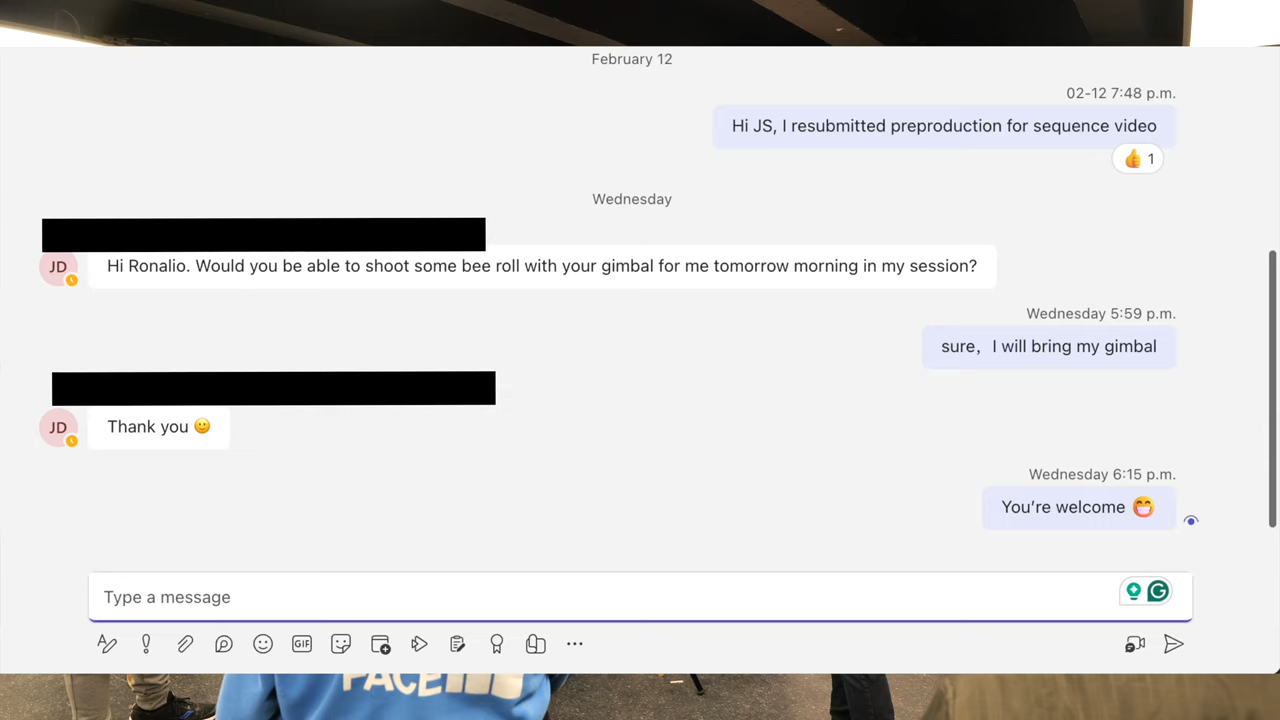 February 12
02-12 7:48 p.m.
Hi JS, I resubmitted preproduction for sequence video
👍 1
Wednesday
JD
Hi Ronalio. Would you be able to shoot some bee roll with your gimbal for me tomorrow morning in my session?
Wednesday 5:59 p.m.
sure, I will bring my gimbal
JD
Thank you 🙂
Wednesday 6:15 p.m.
You're welcome 😁
Type a message
GIF
FACE